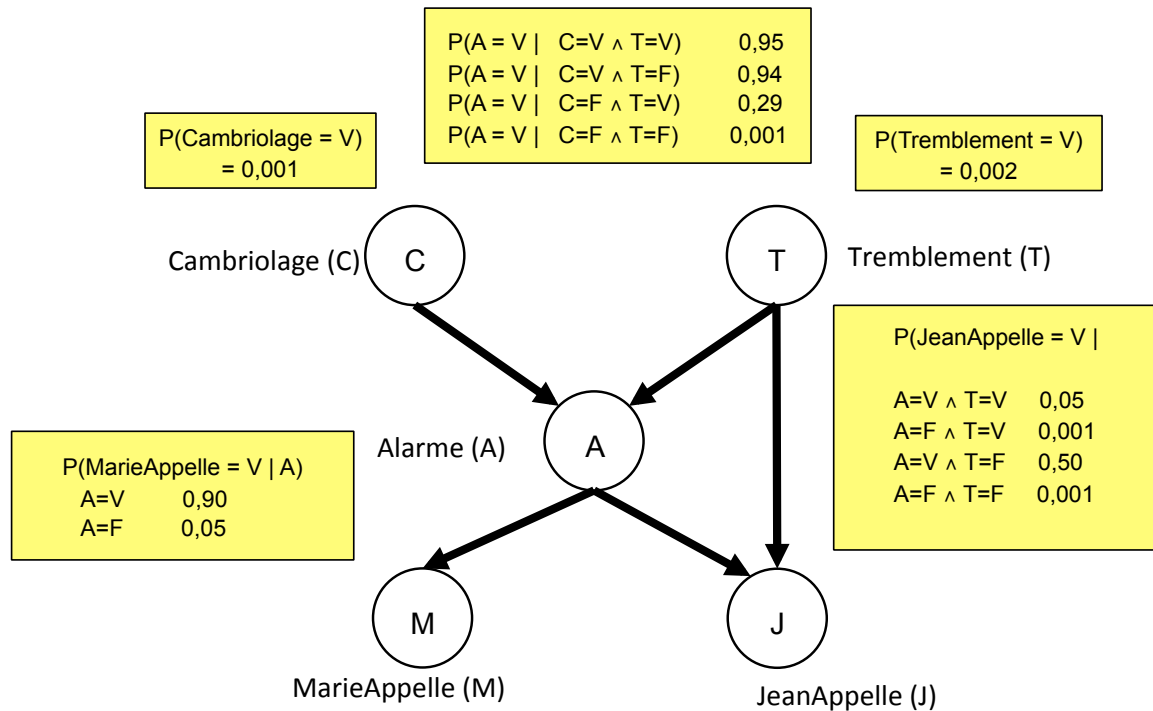 P(A = V | C=V ∧ T=V) 0,95
P(A = V | C=V ∧ T=F) 0,94
P(A = V | C=F ∧ T=V) 0,29
P(A = V | C=F ∧ T=F) 0,001
P(Cambriolage = V)
= 0,001
P(Tremblement = V)
= 0,002
Cambriolage (C)
C
T
Tremblement (T)
P(JeanAppelle = V |
A=V ∧ T=V 0,05
A=F ∧ T=V 0,001
A=V ∧ T=F 0,50
A=F ∧ T=F 0,001
Alarme (A)
A
P(MarieAppelle = V | A)
A=V 0,90
A=F 0,05
M
J
MarieAppelle (M)
JeanAppelle (J)